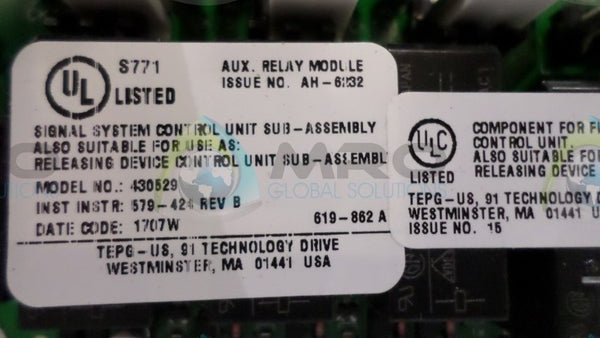 S771
AUX. RELAY MODULE
ISSUE NO. AH-6232
UL
LISTED
SIGNAL SYSTEM CONTROL UNIT SUB-ASSEMBLY
ALSO SUITABLE FOR USE AS:
RELEASING DEVICE CONTROL UNIT SUB-ASSEMBL
MODEL NO.: 430529
INST INSTR: 579-424 REV B
DATE CODE: 1707W
619-862 A
TEPG-US, 91 TECHNOLOGY DRIVE
WESTMINSTER, MA 01441 USA
ULC
LISTED
COMPONENT FOR F
CONTROL UNIT.
ALSO SUITABLE FO
RELEASING DEVICE
TEPG-US, 91 TECHNOLOGY D
WESTMINSTER, MA 01441 U
ISSUE NO. 15
MRO
GLOBAL SOLUTIONS